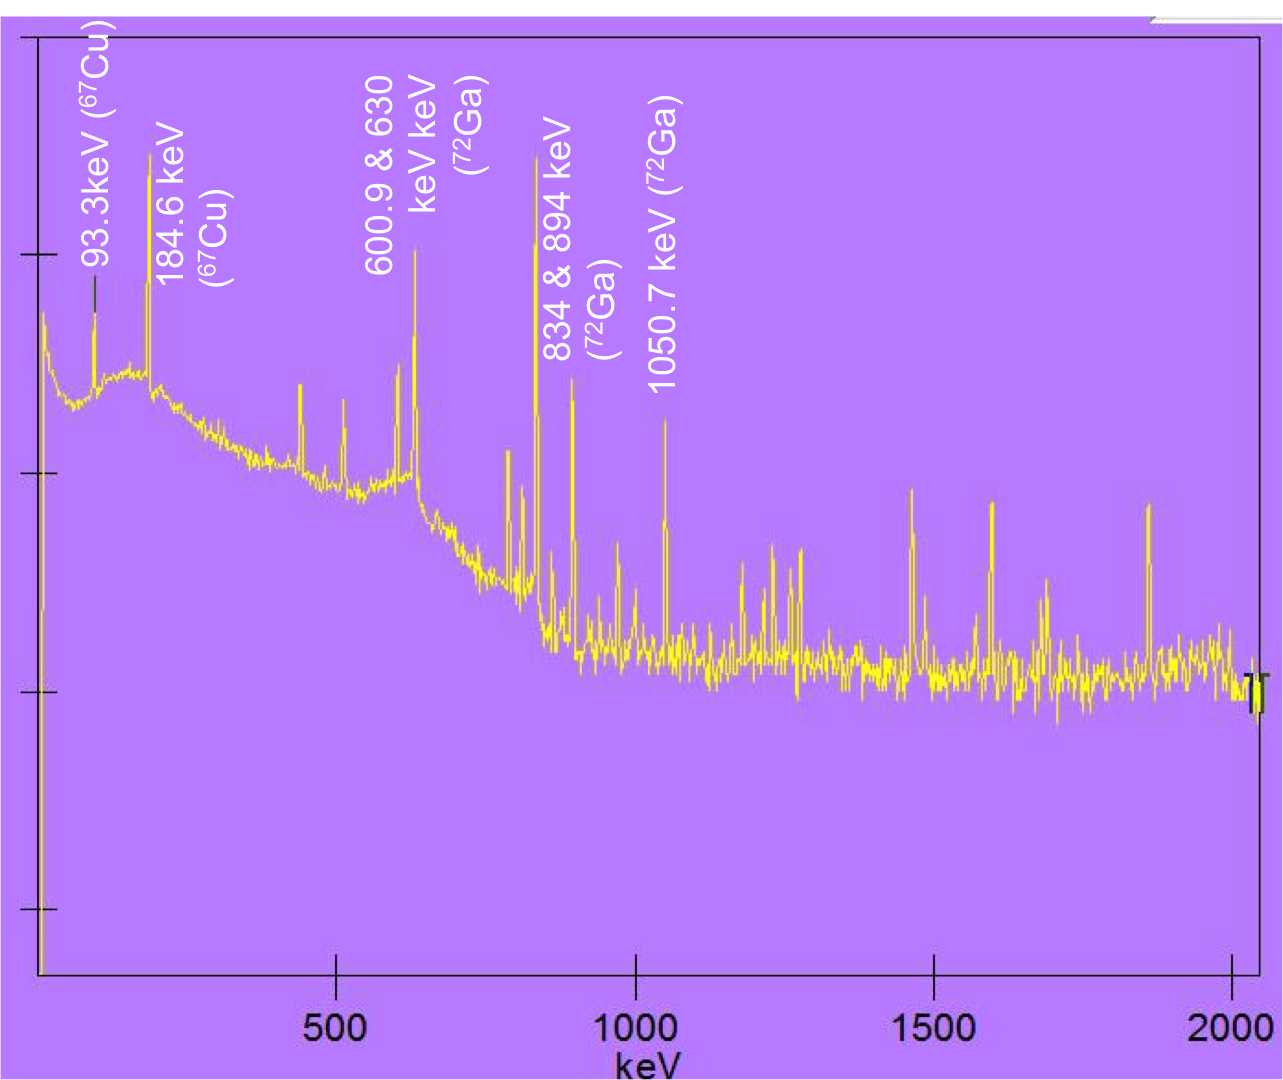 93.3keV (⁶⁷Cu)
184.6 keV
(⁶⁷Cu)
600.9 & 630
keV keV
(⁷²Ga)
834 & 894 keV
(⁷²Ga)
1050.7 keV (⁷²Ga)
500
1000
1500
2000
keV